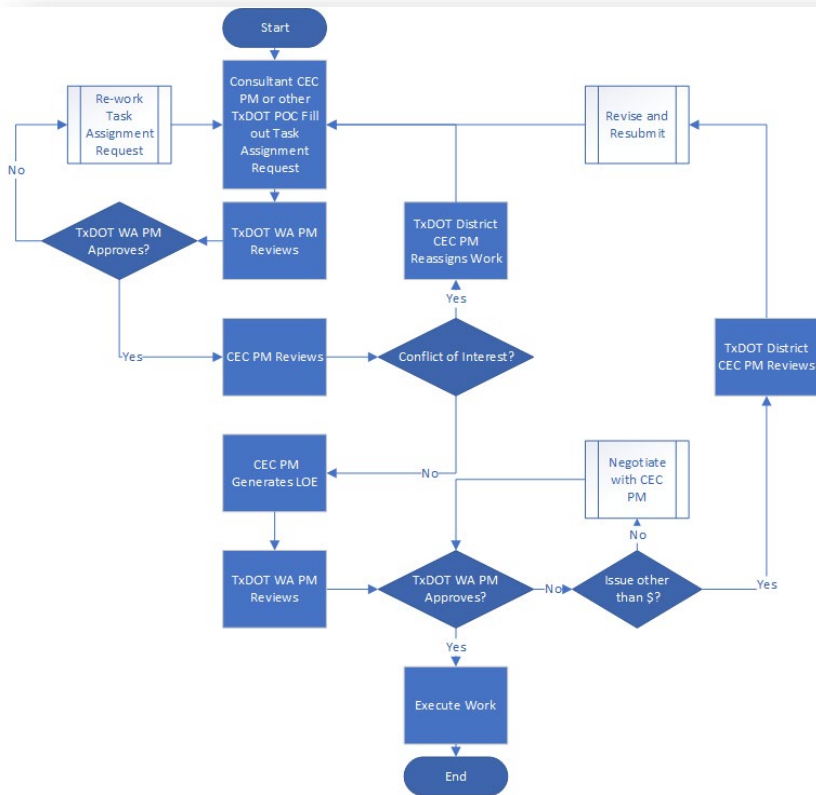 Start
Consultant CEC
PM or other
TxDOT POC Fill
out Task
Assignment
Request
Re-work
Task
Assignment
Request
Revise and
Resubmit
No
TxDOT WA PM
Approves?
TxDOT WA PM
Reviews
TxDOT District
CEC PM
Reassigns Work
Yes
Yes
CEC PM Reviews
Conflict of Interest?
TxDOT District
CEC PM Reviews
CEC PM
Generates LOE
No
Negotiate
with CEC
PM
No
TxDOT WA PM
Reviews
TxDOT WA PM
Approves?
No
Issue other
than $?
Yes
Yes
Execute Work
End